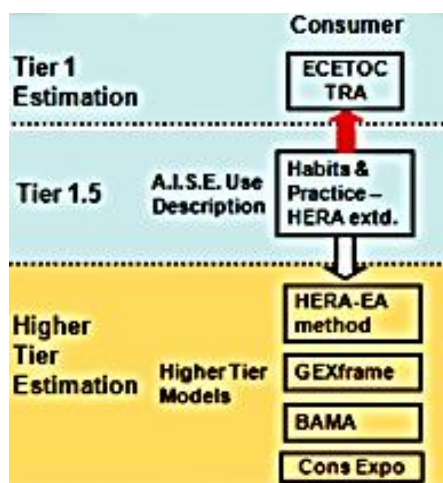 Consumer
Tier 1
Estimation
ECETOC
TRA
Tier 1.5
A.I.S.E. Use
Description
Habits &
Practice –
HERA extd.
Higher
Tier
Estimation
Higher Tier
Models
HERA-EA
method
GEXframe
BAMA
Cons Expo